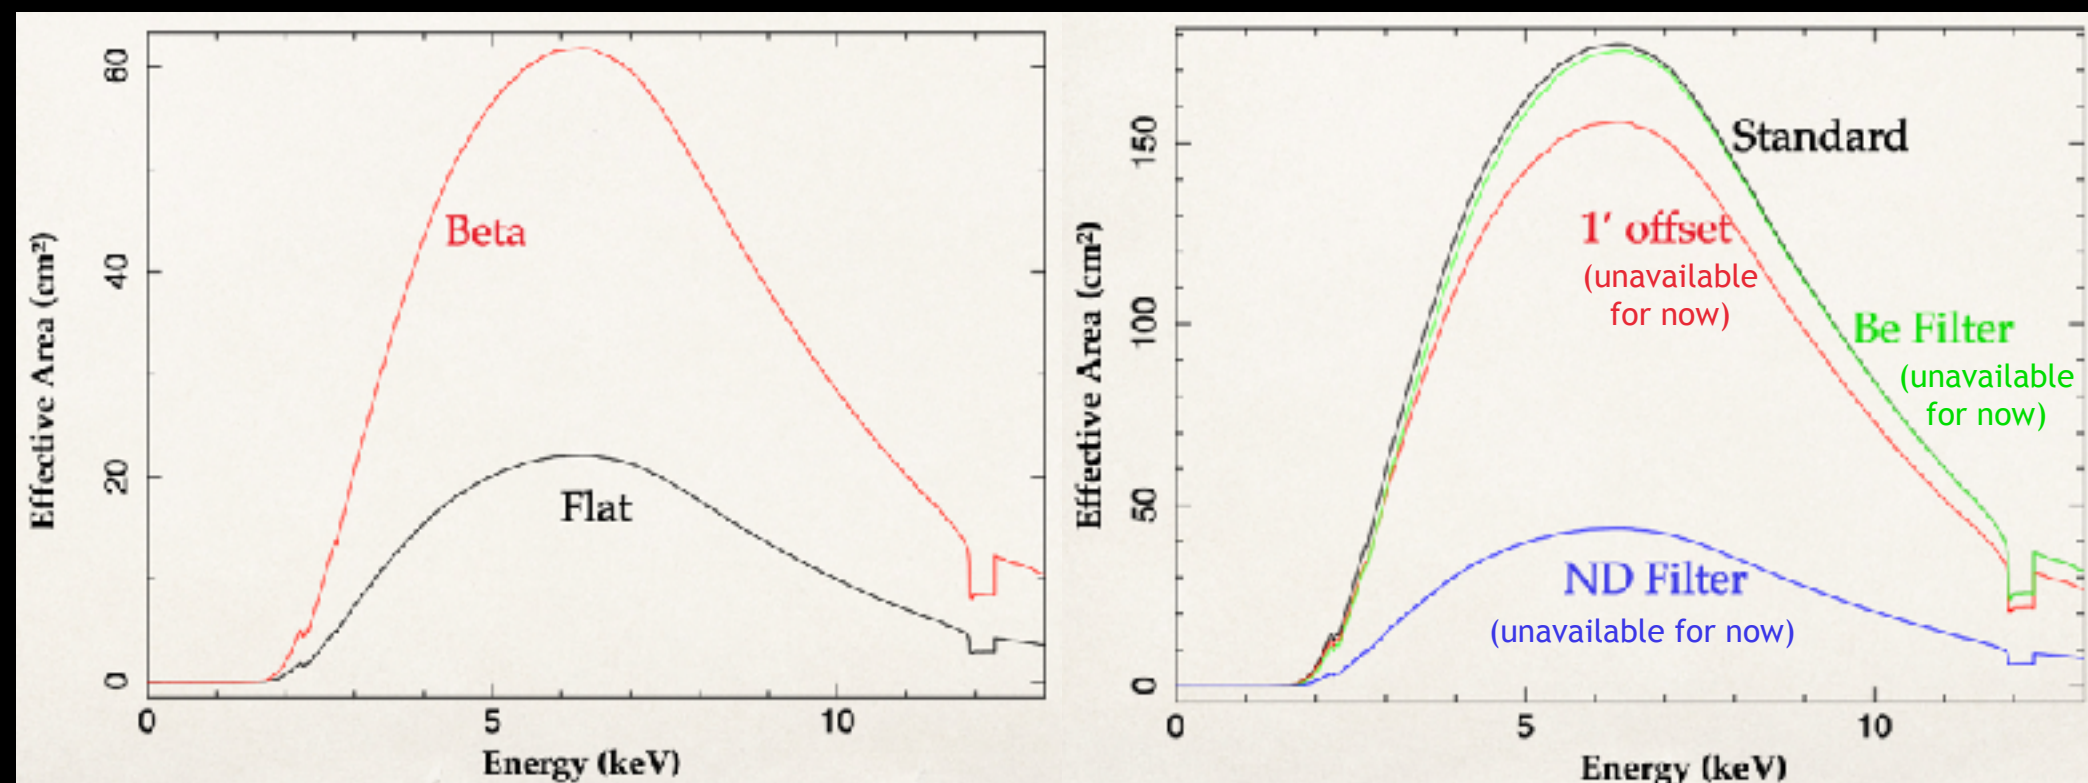 60
40
20
0
Effective Area (cm²)
Beta
Flat
0
5
10
Energy (keV)
150
100
50
0
Effective Area (cm²)
Standard
1′ offset
(unavailable
for now)
Be Filter
(unavailable
for now)
ND Filter
(unavailable for now)
0
5
10
Energy (keV)